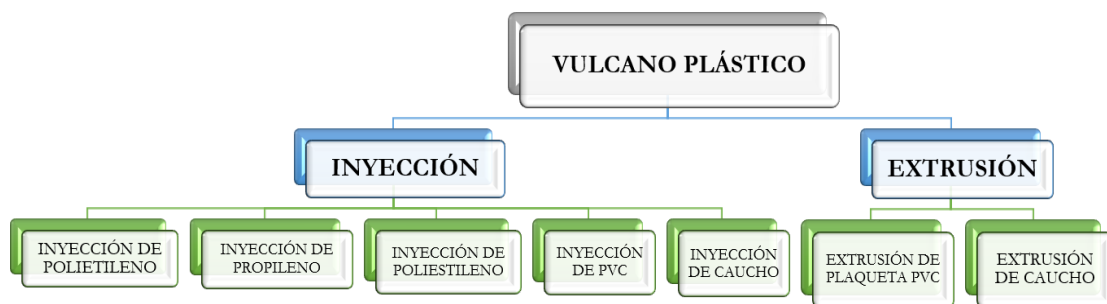 VULCANO PLÁSTICO
INYECCIÓN
EXTRUSIÓN
INYECCIÓN DE
POLIETILENO
INYECCIÓN DE
PROPILENO
INYECCIÓN DE
POLIESTILENO
INYECCIÓN
DE PVC
INYECCIÓN
DE CAUCHO
EXTRUSIÓN DE
PLAQUETA PVC
EXTRUSIÓN
DE CAUCHO